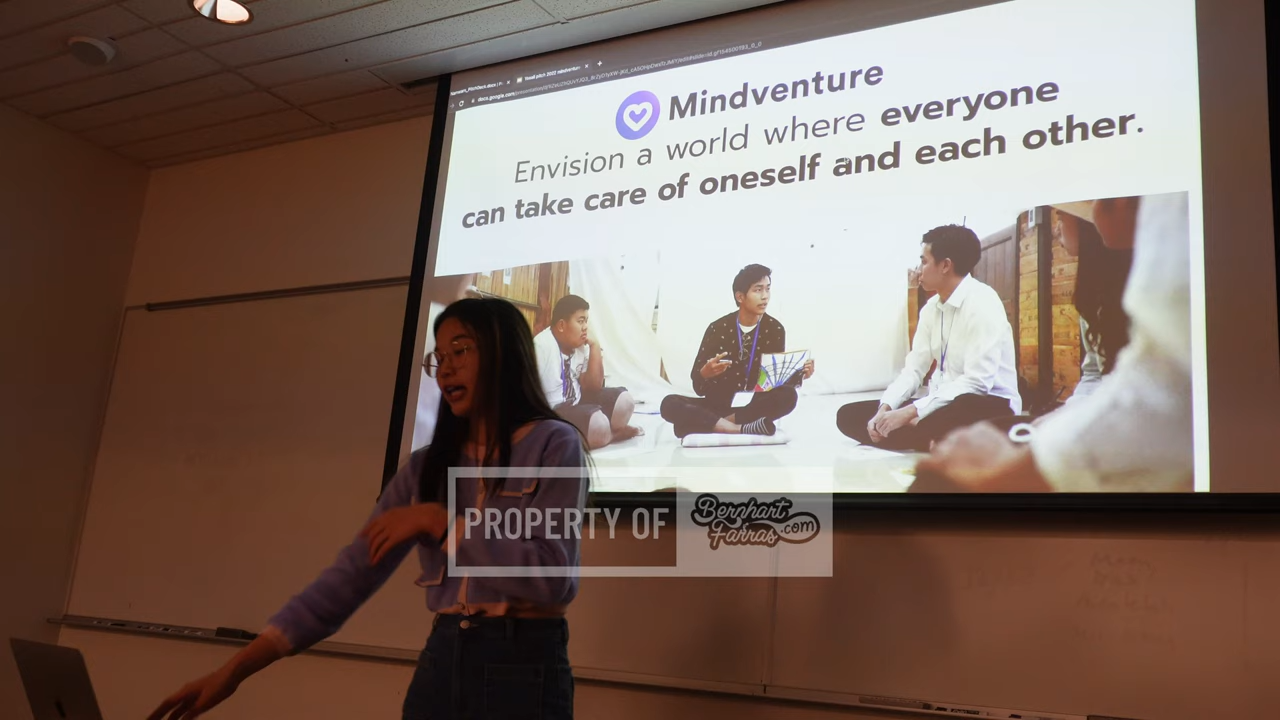 Mindventure
Envision a world where everyone
can take care of oneself and each other.
PROPERTY OF
Bernhart
Farras
.com